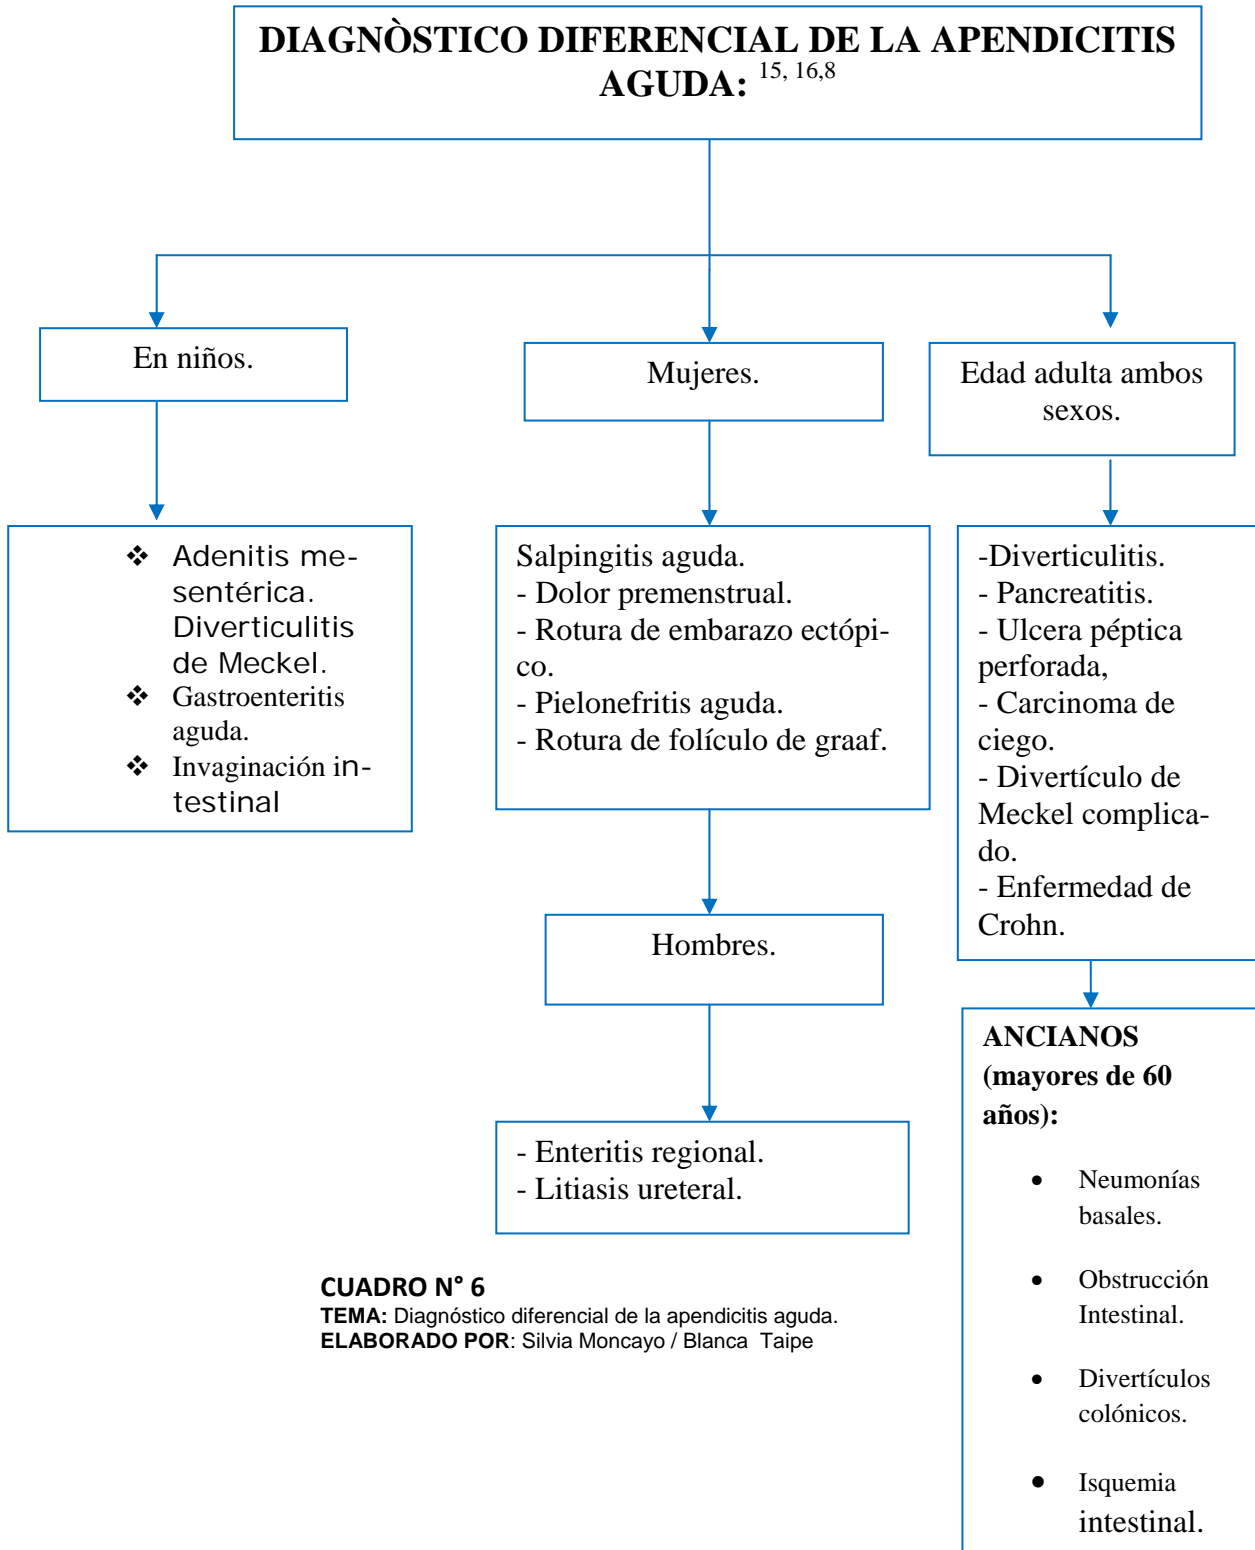 DIAGNÒSTICO DIFERENCIAL DE LA APENDICITIS
AGUDA: 15, 16,8
En niños.
Mujeres.
Edad adulta ambos
sexos.
❖ Adenitis me-
sentérica.
Diverticulitis
de Meckel.
❖ Gastroenteritis
aguda.
❖ Invaginación in-
testinal
Salpingitis aguda.
- Dolor premenstrual.
- Rotura de embarazo ectópi-
co.
- Pielonefritis aguda.
- Rotura de folículo de graaf.
-Diverticulitis.
- Pancreatitis.
- Ulcera péptica
perforada,
- Carcinoma de
ciego.
- Divertículo de
Meckel complica-
do.
- Enfermedad de
Crohn.
Hombres.
- Enteritis regional.
- Litiasis ureteral.
ANCIANOS
(mayores de 60
años):
• Neumonías
basales.
• Obstrucción
Intestinal.
• Divertículos
colónicos.
• Isquemia
intestinal.
CUADRO N° 6
TEMA: Diagnóstico diferencial de la apendicitis aguda.
ELABORADO POR: Silvia Moncayo / Blanca Taipe